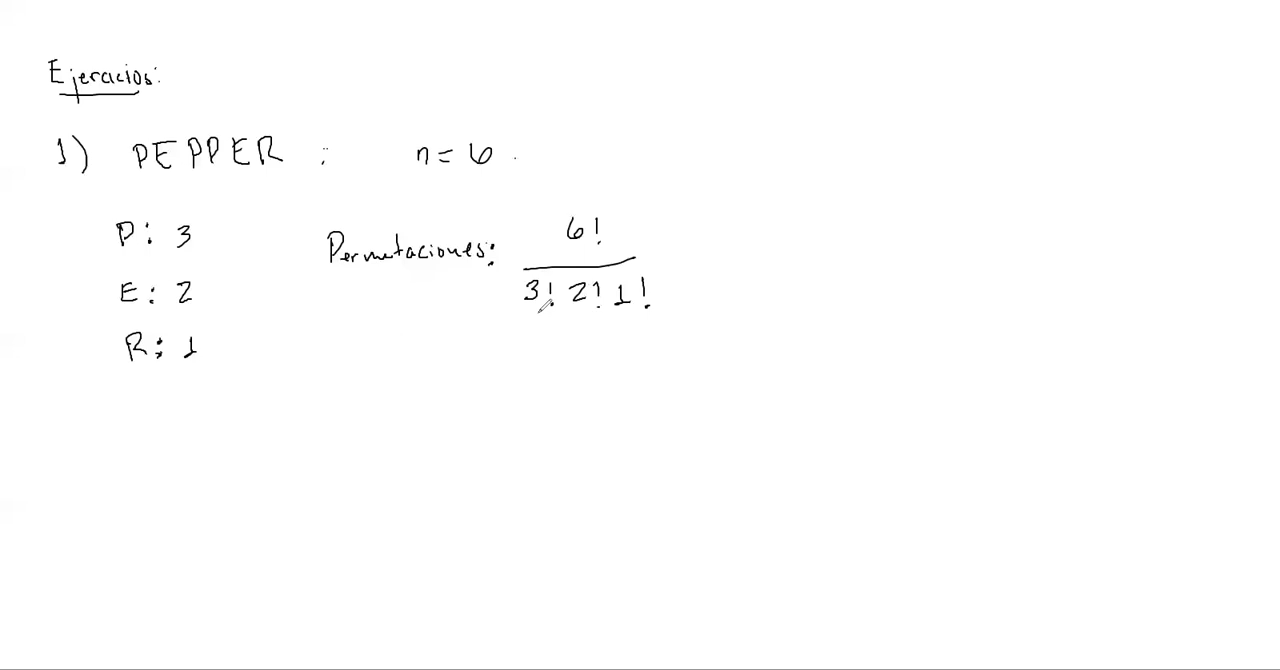 Ejercicios:
1) PEPPER : n = 6
P: 3
E: 2
R: 1
Permutaciones: 6!
3! 2! 1!